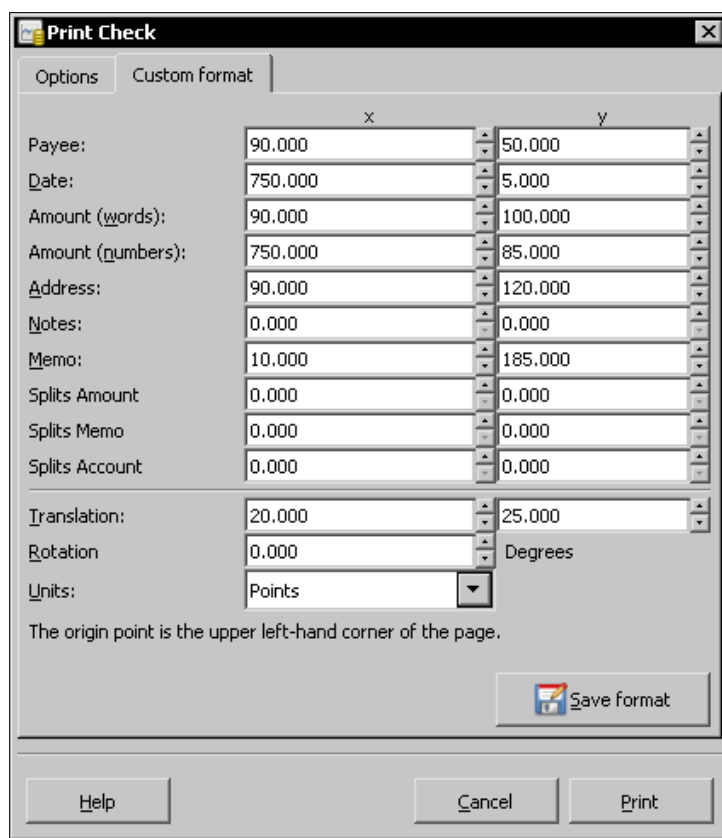 Print Check
Options Custom format
x y
Payee: 90.000 50.000
Date: 750.000 5.000
Amount (words): 90.000 100.000
Amount (numbers): 750.000 85.000
Address: 90.000 120.000
Notes: 0.000 0.000
Memo: 10.000 185.000
Splits Amount 0.000 0.000
Splits Memo 0.000 0.000
Splits Account 0.000 0.000
Translation: 20.000 25.000
Rotation 0.000 Degrees
Units: Points
The origin point is the upper left-hand corner of the page.
Save format
Help Cancel Print